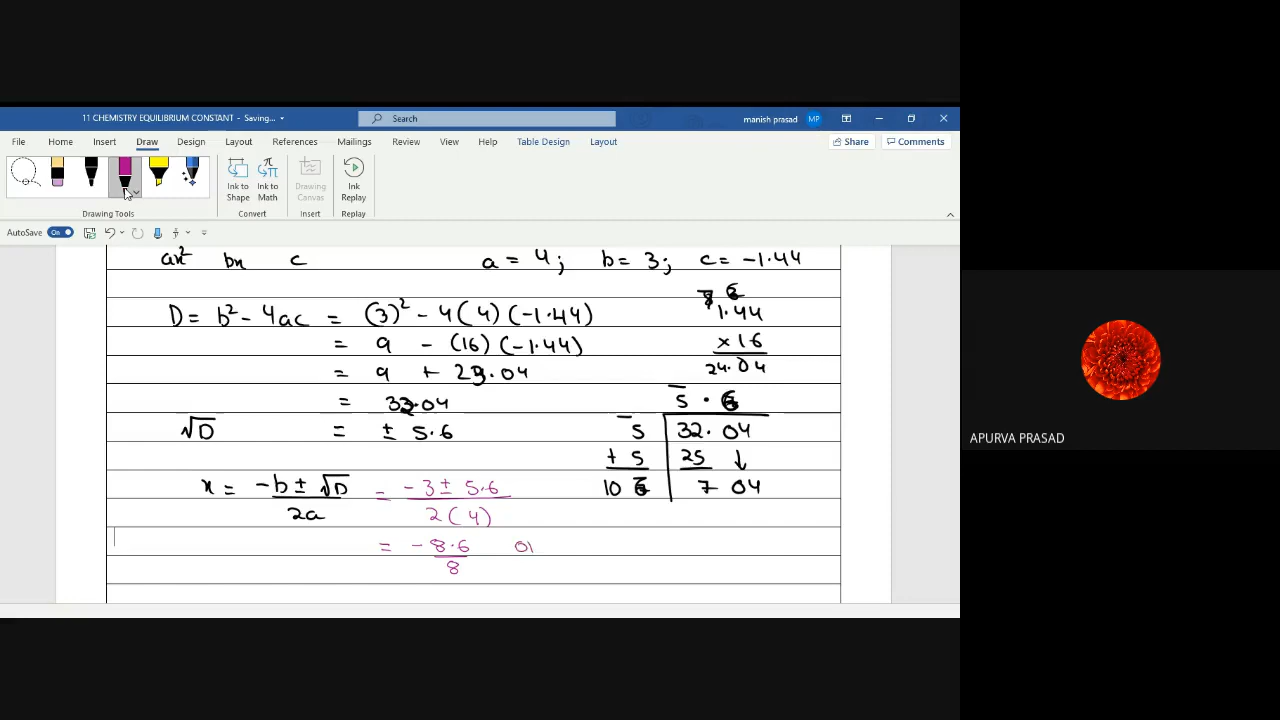 11 CHEMISTRY EQUILIBRIUM CONSTANT - Saving...
Search
manish prasad MP
File Home Insert Draw Design Layout References Mailings Review View Help Table Design Layout
Share Comments
Ink to Shape
Ink to Math
Drawing Canvas
Ink Replay
Drawing Tools Convert Insert Replay
AutoSave On
ax² bx c a = 4; b = 3; c = -1.44
D = b² - 4ac = (3)² - 4(4)(-1.44)
= 9 - (16)(-1.44)
= 9 + 23.04
= 32.04
√D = ± 5.6
x = -b ± √D / 2a = -3 ± 5.6 / 2(4)
= -8.6 / 8 or
1.44
x 16
24.04
5.6
5 32.04
+ 5 25 ↓
10 6 7 04
APURVA PRASAD